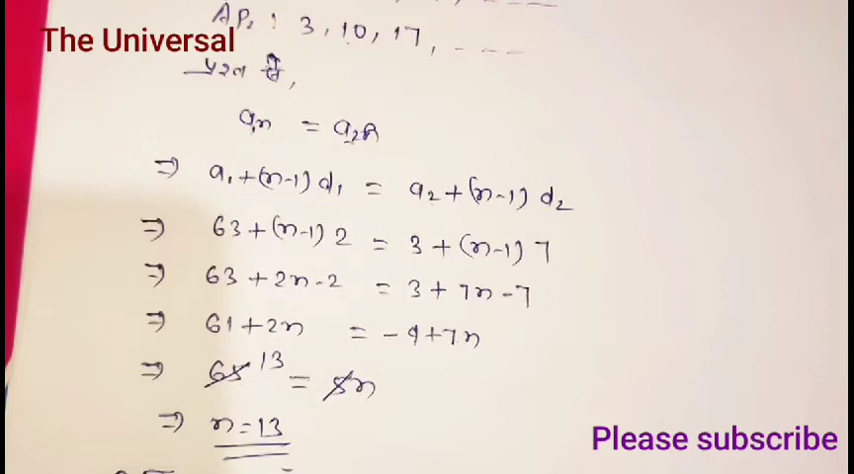 AP₂ : 3, 10, 17, ----
The Universal
प्रश्न से,
a₁n = a₂n
⇒ a₁+(n-1)d₁ = a₂+(n-1)d₂
⇒ 63+(n-1)2 = 3+(n-1)7
⇒ 63+2n-2 = 3+7n-7
⇒ 61+2n = -4+7n
⇒ 65 13 = 5n
⇒ n=13
Please subscribe